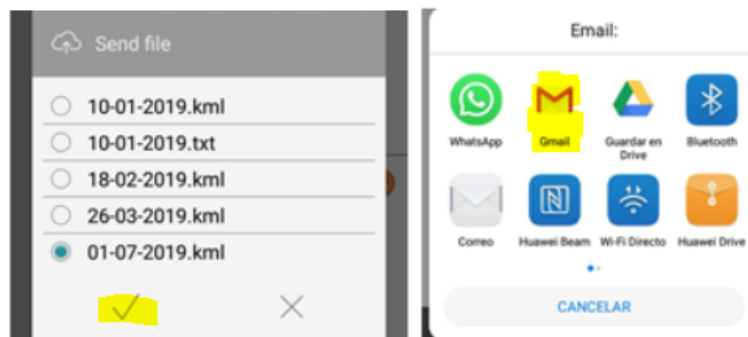 Send file
10-01-2019.kml
10-01-2019.txt
18-02-2019.kml
26-03-2019.kml
01-07-2019.kml
Email:
WhatsApp
Gmail
Guardar en
Drive
Bluetooth
Correo
Huawei Beam
Wi-Fi Directo
Huawei Drive
CANCELAR